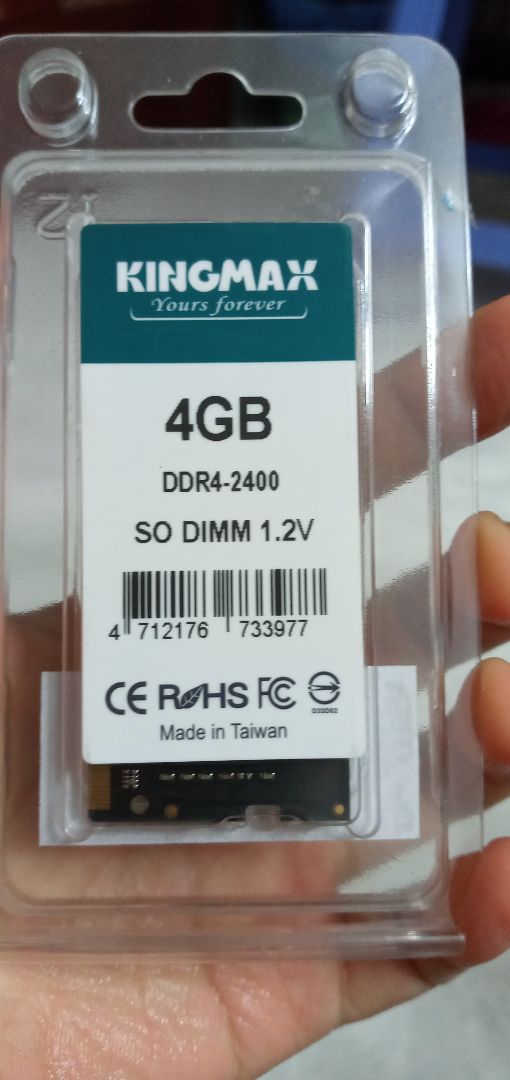 KINGMAX
Yours forever
4GB
DDR4-2400
SO DIMM 1.2V
4 712176 733977
CE RoHS FC
D33D02
Made in Taiwan